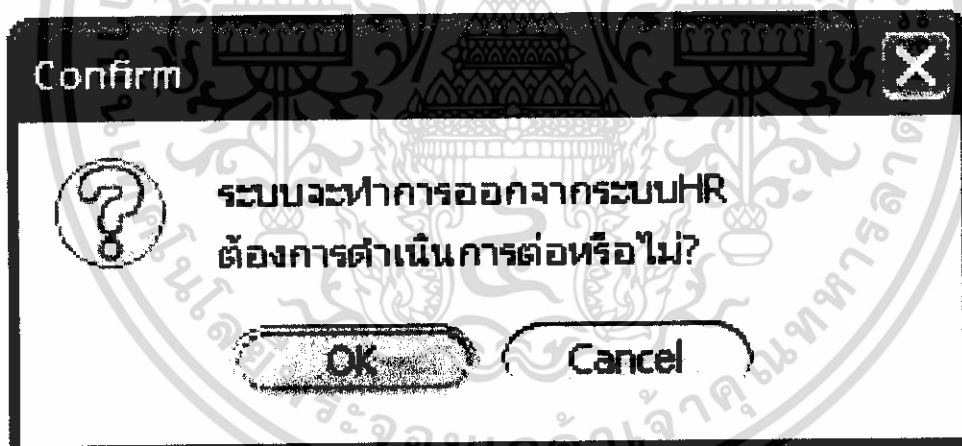 Confirm
ระบบจะทำการออกจากระบบHR
ต้องการดำเนินการต่อหรือไม่?
OK
Cancel